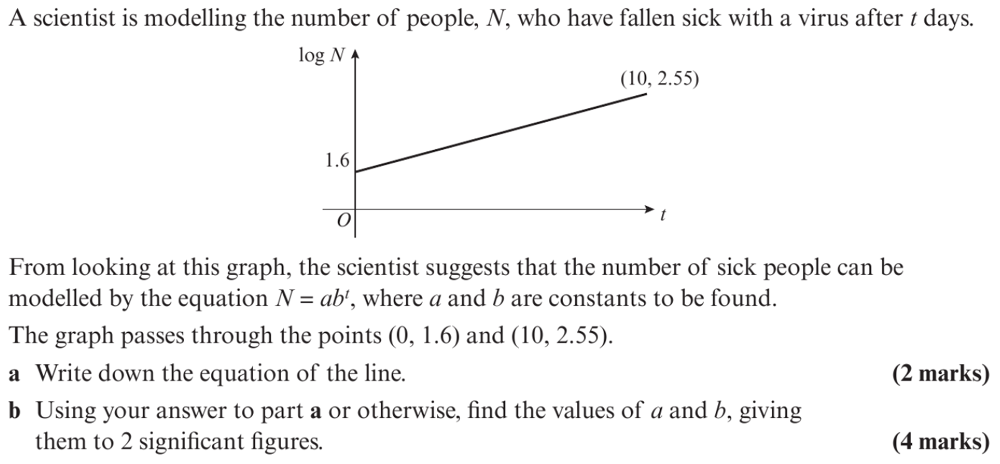 A scientist is modelling the number of people, N, who have fallen sick with a virus after t days.
log N
(10, 2.55)
1.6
O
t
From looking at this graph, the scientist suggests that the number of sick people can be
modelled by the equation N = abᵗ, where a and b are constants to be found.
The graph passes through the points (0, 1.6) and (10, 2.55).
a Write down the equation of the line. (2 marks)
b Using your answer to part a or otherwise, find the values of a and b, giving
them to 2 significant figures. (4 marks)